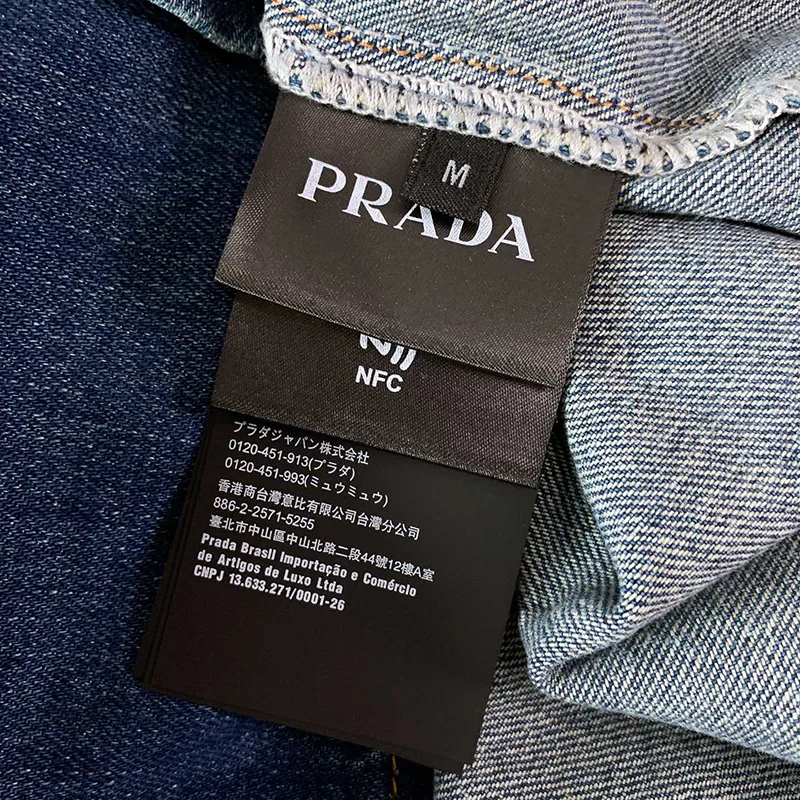 M
PRADA
NFC
プラダジャパン株式会社
0120-451-913(プラダ)
0120-451-993(ミュウミュウ)
香港商台灣意比有限公司台灣分公司
886-2-2571-5255
臺北市中山區中山北路二段44號12樓A室
Prada Brasil Importação e Comércio
de Artigos de Luxo Ltda
CNPJ 13.633.271/0001-26